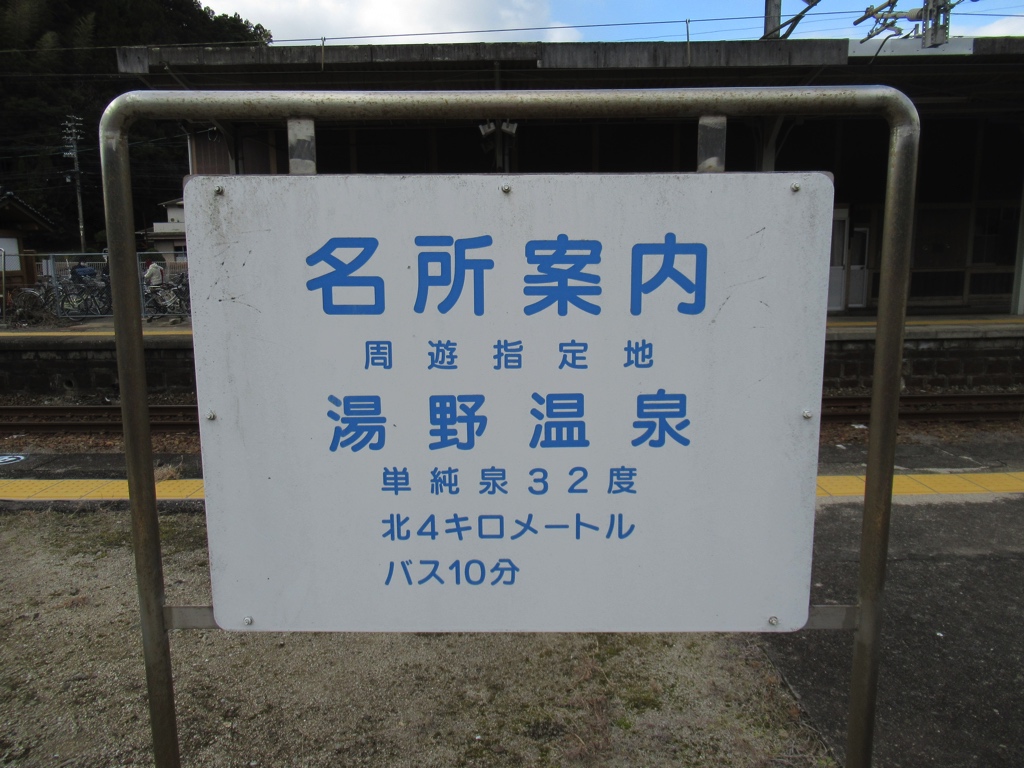 名所案内
周遊指定地
湯野温泉
単純泉32度
北4キロメートル
バス10分